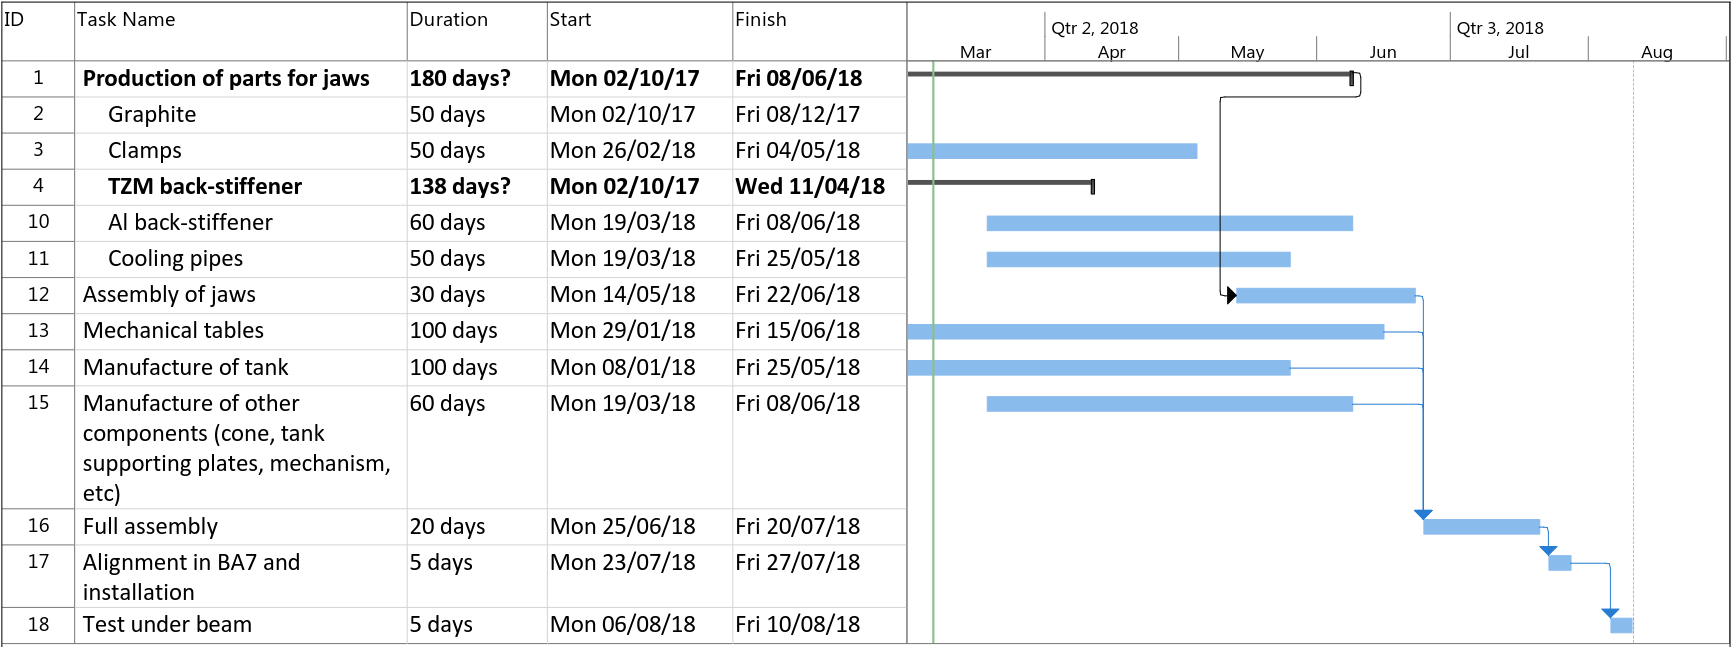 ID Task Name Duration Start Finish
Qtr 2, 2018 Qtr 3, 2018
Mar Apr May Jun Jul Aug
1 Production of parts for jaws 180 days? Mon 02/10/17 Fri 08/06/18
2 Graphite 50 days Mon 02/10/17 Fri 08/12/17
3 Clamps 50 days Mon 26/02/18 Fri 04/05/18
4 TZM back-stiffener 138 days? Mon 02/10/17 Wed 11/04/18
10 Al back-stiffener 60 days Mon 19/03/18 Fri 08/06/18
11 Cooling pipes 50 days Mon 19/03/18 Fri 25/05/18
12 Assembly of jaws 30 days Mon 14/05/18 Fri 22/06/18
13 Mechanical tables 100 days Mon 29/01/18 Fri 15/06/18
14 Manufacture of tank 100 days Mon 08/01/18 Fri 25/05/18
15 Manufacture of other 60 days Mon 19/03/18 Fri 08/06/18
components (cone, tank
supporting plates, mechanism,
etc)
16 Full assembly 20 days Mon 25/06/18 Fri 20/07/18
17 Alignment in BA7 and 5 days Mon 23/07/18 Fri 27/07/18
installation
18 Test under beam 5 days Mon 06/08/18 Fri 10/08/18